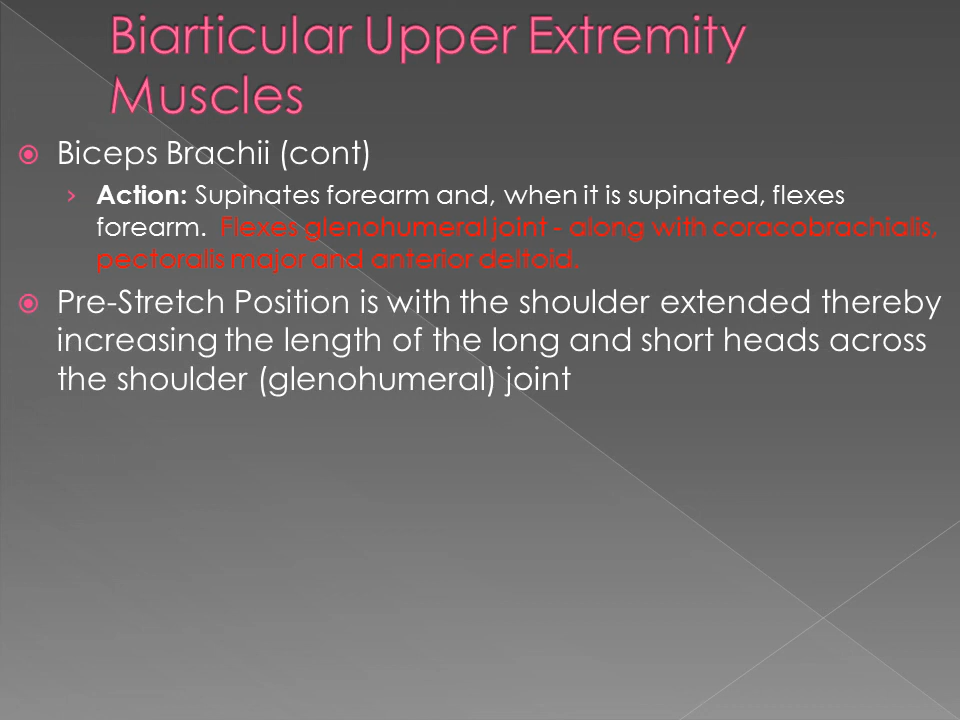 Biarticular Upper Extremity
Muscles
Biceps Brachii (cont)
Action: Supinates forearm and, when it is supinated, flexes
forearm. Flexes glenohumeral joint - along with coracobrachialis,
pectoralis major and anterior deltoid.
Pre-Stretch Position is with the shoulder extended thereby
increasing the length of the long and short heads across
the shoulder (glenohumeral) joint